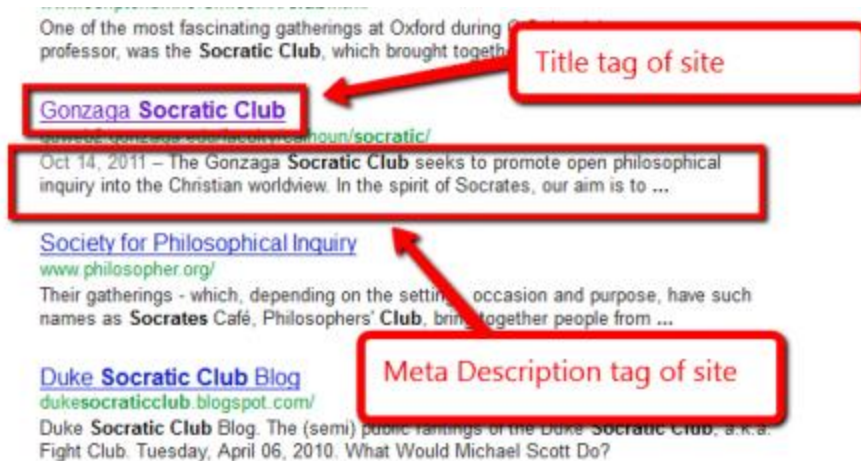 One of the most fascinating gatherings at Oxford during
professor, was the Socratic Club, which brought
Title tag of site
Gonzaga Socratic Club
/socratic/
Oct 14, 2011 – The Gonzaga Socratic Club seeks to promote open philosophical
inquiry into the Christian worldview. In the spirit of Socrates, our aim is to ...
Society for Philosophical Inquiry
www.philosopher.org/
Their gatherings - which, depending on the setting, occasion and purpose, have such
names as Socrates Café, Philosophers' Club, bring together people from ...
Meta Description tag of site
Duke Socratic Club Blog
dukesocraticclub.blogspot.com/
Duke Socratic Club Blog. The (semi) public rantings of the Duke Socratic Club, a.k.a.
Fight Club. Tuesday, April 06, 2010. What Would Michael Scott Do?